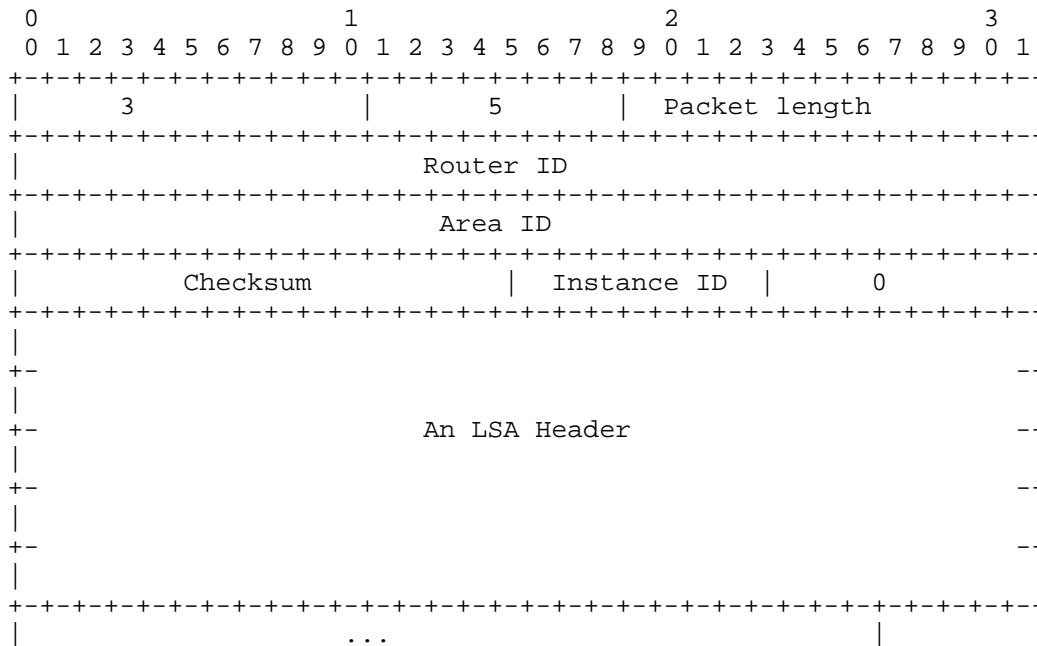 0                   1                   2                   3
 0 1 2 3 4 5 6 7 8 9 0 1 2 3 4 5 6 7 8 9 0 1 2 3 4 5 6 7 8 9 0 1
+-+-+-+-+-+-+-+-+-+-+-+-+-+-+-+-+-+-+-+-+-+-+-+-+-+-+-+-+-+-+-+--
|      3              |       5       |  Packet length
+-+-+-+-+-+-+-+-+-+-+-+-+-+-+-+-+-+-+-+-+-+-+-+-+-+-+-+-+-+-+-+--
|                         Router ID
+-+-+-+-+-+-+-+-+-+-+-+-+-+-+-+-+-+-+-+-+-+-+-+-+-+-+-+-+-+-+-+--
|                          Area ID
+-+-+-+-+-+-+-+-+-+-+-+-+-+-+-+-+-+-+-+-+-+-+-+-+-+-+-+-+-+-+-+--
|          Checksum            |  Instance ID  |      0
+-+-+-+-+-+-+-+-+-+-+-+-+-+-+-+-+-+-+-+-+-+-+-+-+-+-+-+-+-+-+-+--
|
+-                                                             --
|
+-                        An LSA Header                        --
|
+-                                                             --
|
+-                                                             --
|
+-+-+-+-+-+-+-+-+-+-+-+-+-+-+-+-+-+-+-+-+-+-+-+-+-+-+-+-+-+-+-+--
|                    ...                              |